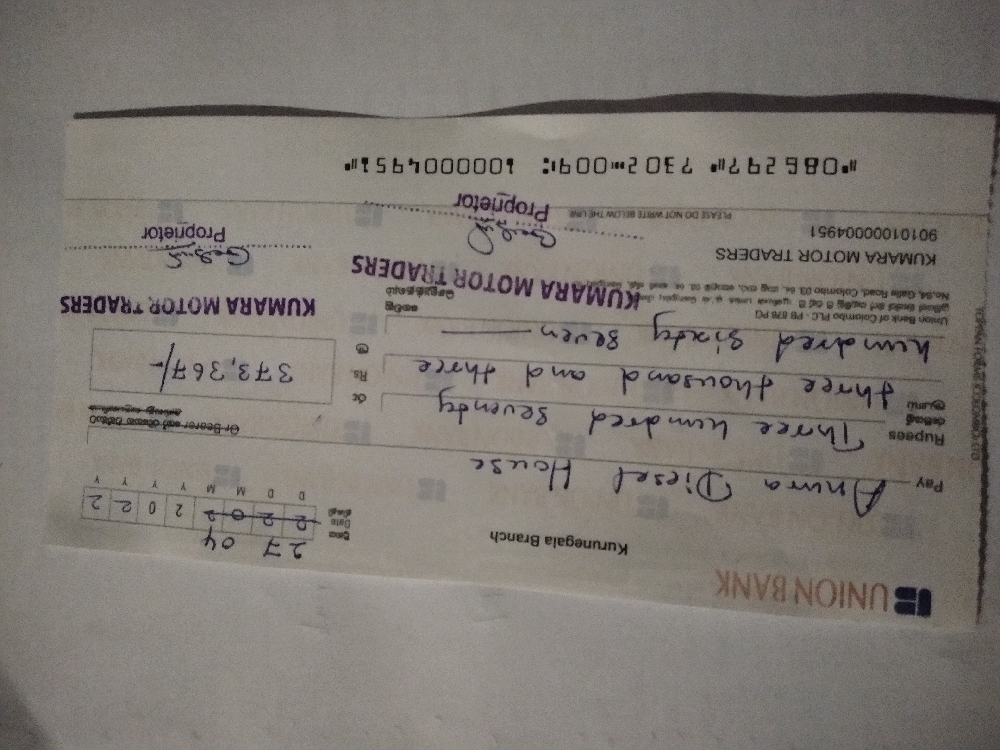 UNION BANK
Kurunegala Branch
27 04
Date 2 2 0 2 2 0 2 2
D D M M Y Y Y Y
Pay Anura Diesel House
Or Bearer
Rupees Three hundred seventy
three thousand and three
hundred sixty seven
Rs. 373,367/-
Union Bank of Colombo PLC - PB 676 PQ
No.64, Galle Road, Colombo 03.
KUMARA MOTOR TRADERS
KUMARA MOTOR TRADERS
KUMARA MOTOR TRADERS
90101000004951
Proprietor
Proprietor
PLEASE DO NOT WRITE BELOW THE LINE
⑈086297⑈ 7302⑉009⑆ 1000004951⑈